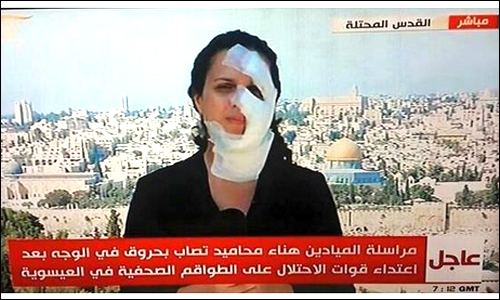 القدس المحتلة
مباشر
عاجل
مراسلة الميادين هناء محاميد تصاب بحروق في الوجه بعد
اعتداء قوات الاحتلال على الطواقم الصحفية في العيسوية
7:12 GMT